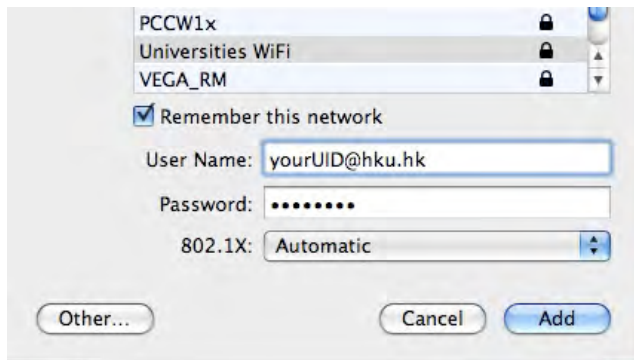 PCCW1x
Universities WiFi
VEGA_RM
Remember this network
User Name: yourUID@hku.hk
Password: ••••••••
802.1X: Automatic
Other... Cancel Add